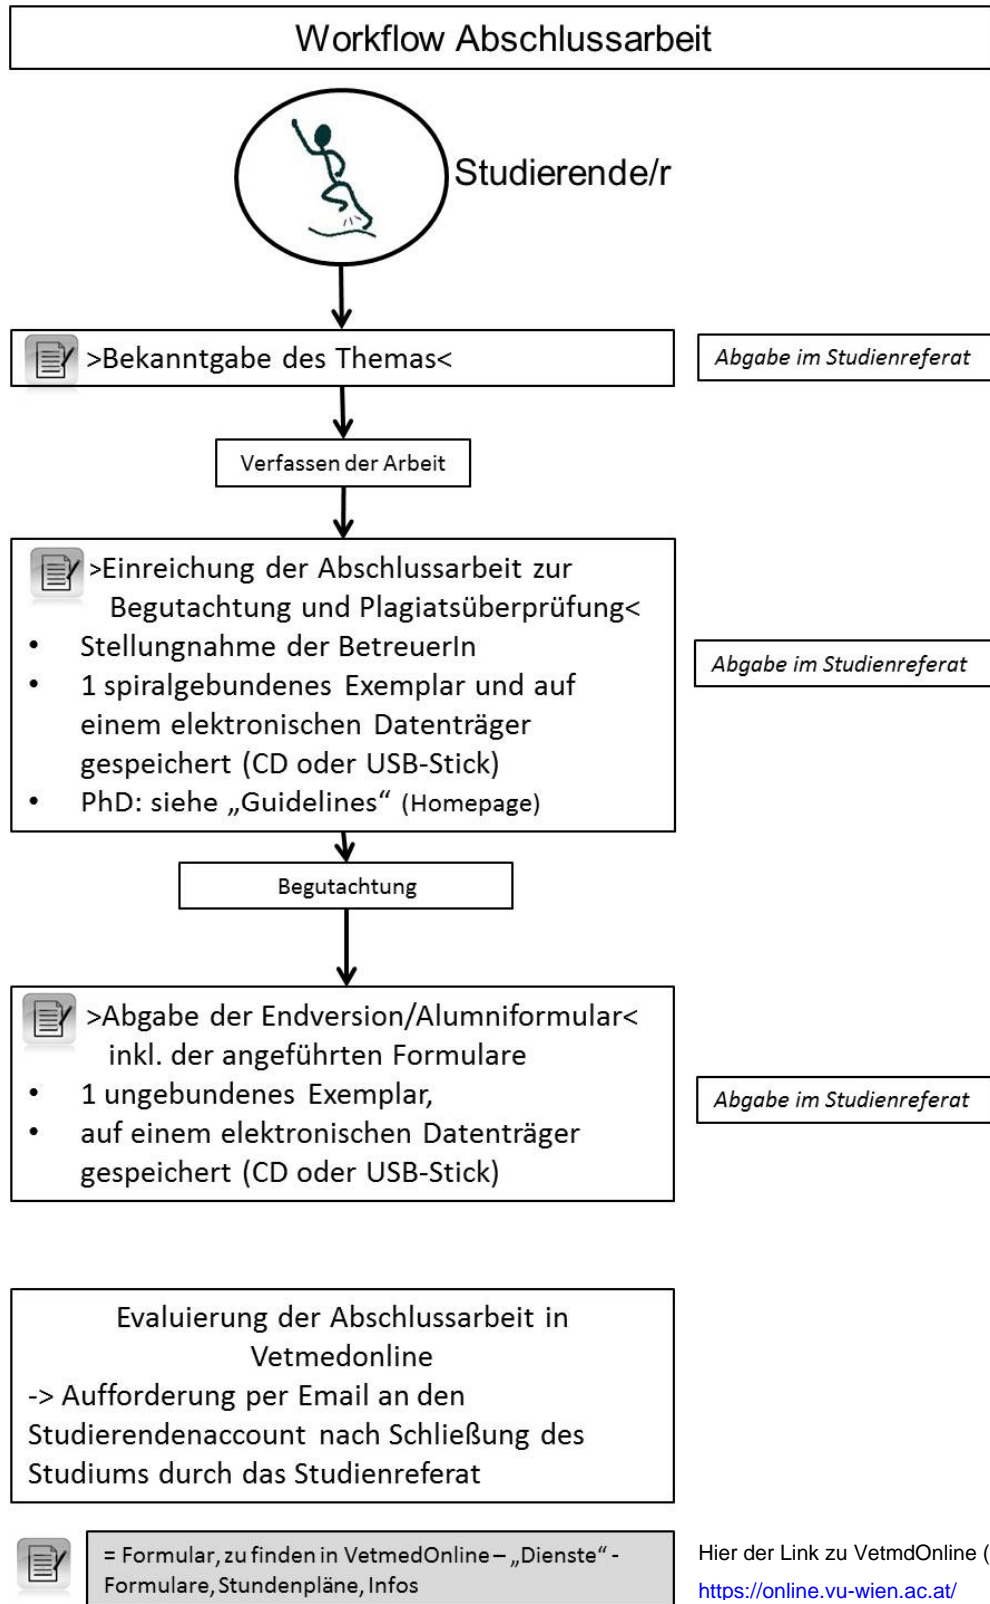 Workflow Abschlussarbeit
Studierende/r
>Bekanntgabe des Themas<
Abgabe im Studienreferat
Verfassen der Arbeit
>Einreichung der Abschlussarbeit zur
Begutachtung und Plagiatsüberprüfung<
• Stellungnahme der BetreuerIn
• 1 spiralgebundenes Exemplar und auf
einem elektronischen Datenträger
gespeichert (CD oder USB-Stick)
• PhD: siehe „Guidelines“ (Homepage)
Abgabe im Studienreferat
Begutachtung
>Abgabe der Endversion/Alumniformular<
inkl. der angeführten Formulare
• 1 ungebundenes Exemplar,
• auf einem elektronischen Datenträger
gespeichert (CD oder USB-Stick)
Abgabe im Studienreferat
Evaluierung der Abschlussarbeit in
Vetmedonline
-> Aufforderung per Email an den
Studierendenaccount nach Schließung des
Studiums durch das Studienreferat
= Formular, zu finden in VetmedOnline – „Dienste“ -
Formulare, Stundenpläne, Infos
Hier der Link zu VetmdOnline (
https://online.vu-wien.ac.at/